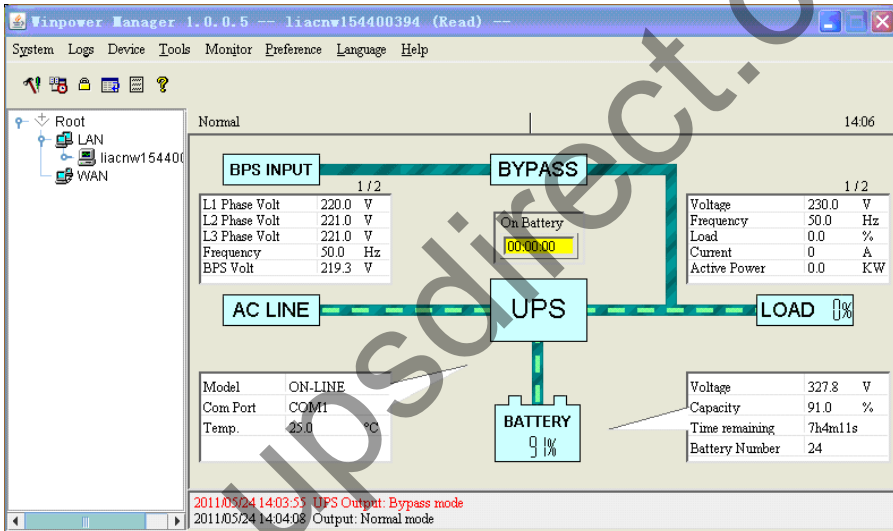 Winpower Manager 1.0.0.5 -- liacnw154400394 (Read) --
System Logs Device Tools Monitor Preference Language Help
Root
LAN
liacnw154400
WAN
Normal 14:06
BPS INPUT
BYPASS
1/2
L1 Phase Volt 220.0 V
L2 Phase Volt 221.0 V
L3 Phase Volt 221.0 V
Frequency 50.0 Hz
BPS Volt 219.3 V
On Battery
00:00:00
1/2
Voltage 230.0 V
Frequency 50.0 Hz
Load 0.0 %
Current 0 A
Active Power 0.0 KW
AC LINE
UPS
LOAD 0%
Model ON-LINE
Com Port COM1
Temp. 25.0 °C
BATTERY
91%
Voltage 327.8 V
Capacity 91.0 %
Time remaining 7h4m11s
Battery Number 24
2011/05/24 14:03:55 UPS Output: Bypass mode
2011/05/24 14:04:08 Output: Normal mode
upsdirect.c